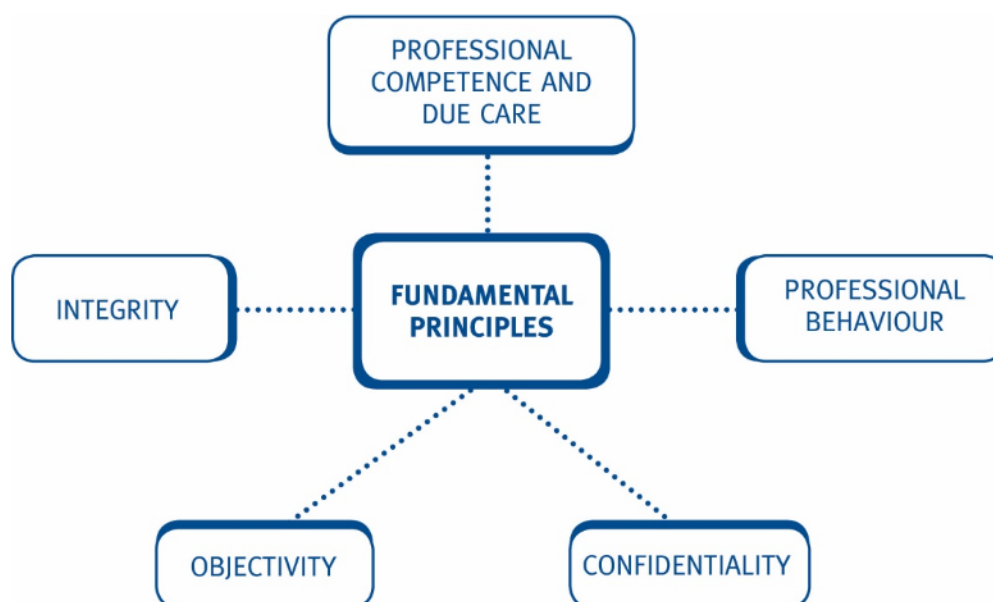 PROFESSIONAL
COMPETENCE AND
DUE CARE
INTEGRITY
FUNDAMENTAL
PRINCIPLES
PROFESSIONAL
BEHAVIOUR
OBJECTIVITY
CONFIDENTIALITY